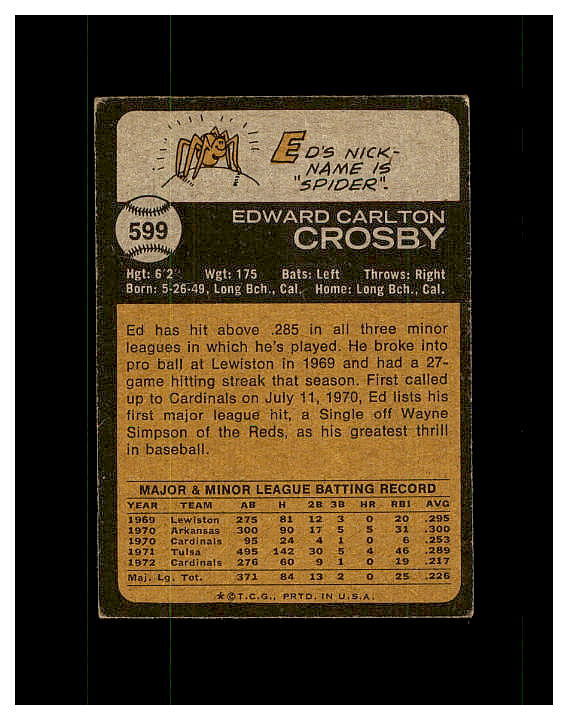 ED'S NICK-
NAME IS
"SPIDER".
599
EDWARD CARLTON
CROSBY
Hgt: 6'2" Wgt: 175 Bats: Left Throws: Right
Born: 5-26-49, Long Bch., Cal. Home: Long Bch., Cal.
Ed has hit above .285 in all three minor
leagues in which he's played. He broke into
pro ball at Lewiston in 1969 and had a 27-
game hitting streak that season. First called
up to Cardinals on July 11, 1970, Ed lists his
first major league hit, a Single off Wayne
Simpson of the Reds, as his greatest thrill
in baseball.
MAJOR & MINOR LEAGUE BATTING RECORD
YEAR TEAM AB H 2B 3B HR RBI AVG
1969 Lewiston 275 81 12 3 0 20 .295
1970 Arkansas 300 90 17 5 5 31 .300
1970 Cardinals 95 24 4 1 0 6 .253
1971 Tulsa 495 142 30 5 4 46 .289
1972 Cardinals 276 60 9 1 0 19 .217
Maj. Lg. Tot. 371 84 13 2 0 25 .226
*©T.C.G., PRTD. IN U.S.A.